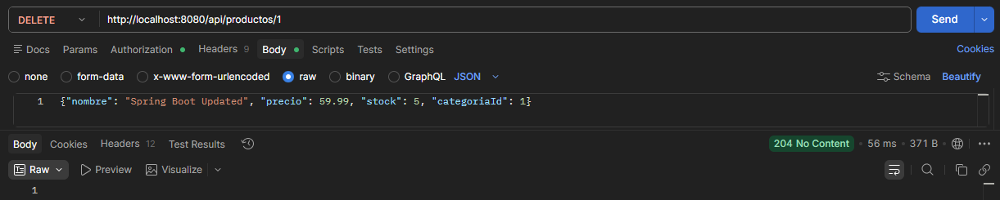 DELETE http://localhost:8080/api/productos/1 Send
Docs Params Authorization Headers 9 Body Scripts Tests Settings Cookies
none form-data x-www-form-urlencoded raw binary GraphQL JSON Schema Beautify
1 {"nombre": "Spring Boot Updated", "precio": 59.99, "stock": 5, "categoriaId": 1}
Body Cookies Headers 12 Test Results 204 No Content • 56 ms • 371 B •
Raw Preview Visualize
1